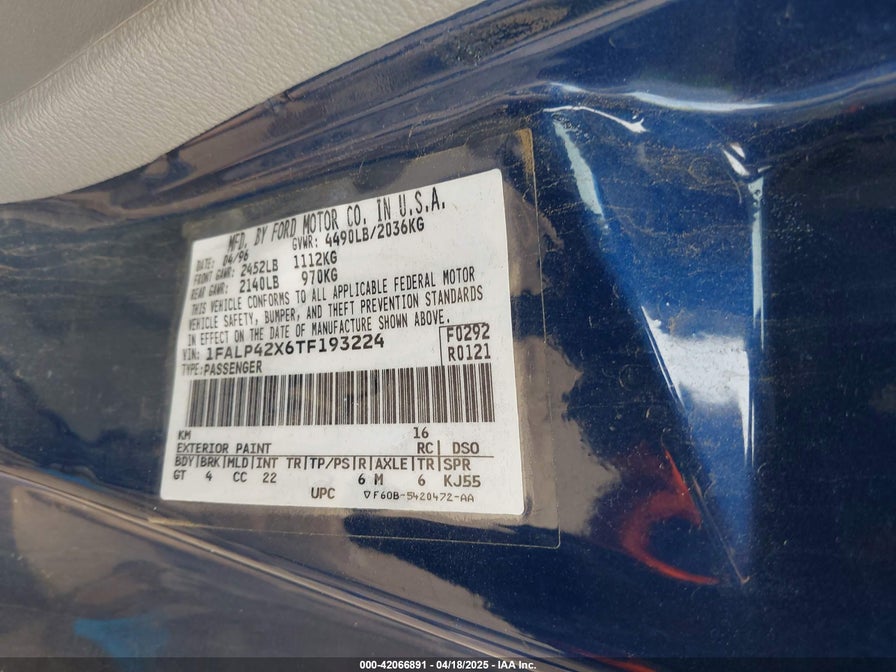 MFD. BY FORD MOTOR CO. IN U.S.A.
DATE: 04/96 GVWR: 4490LB/2036KG
FRONT GAWR: 2452LB 1112KG
REAR GAWR: 2140LB 970KG
THIS VEHICLE CONFORMS TO ALL APPLICABLE FEDERAL MOTOR
VEHICLE SAFETY, BUMPER, AND THEFT PREVENTION STANDARDS
IN EFFECT ON THE DATE OF MANUFACTURE SHOWN ABOVE.
VIN: 1FALP42X6TF193224 F0292
TYPE: PASSENGER R0121
KM 16
EXTERIOR PAINT RC DSO
BDY BRK MLD INT TR TP/PS R AXLE TR SPR
GT 4 CC 22 6 M 6 KJ55
UPC ▽F60B-5420472-AA
000-42066891 - 04/18/2025 - IAA Inc.